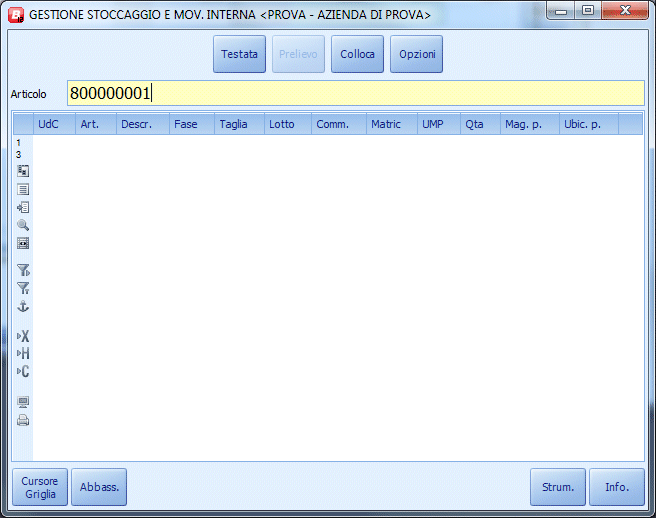 GESTIONE STOCCAGGIO E MOV. INTERNA <PROVA - AZIENDA DI PROVA>
Testata Prelievo Colloca Opzioni
Articolo 800000001
UdC Art. Descr. Fase Taglia Lotto Comm. Matric UMP Qta Mag. p. Ubic. p.
1
3
X
H
C
Cursore Griglia Abbass. Strum. Info.